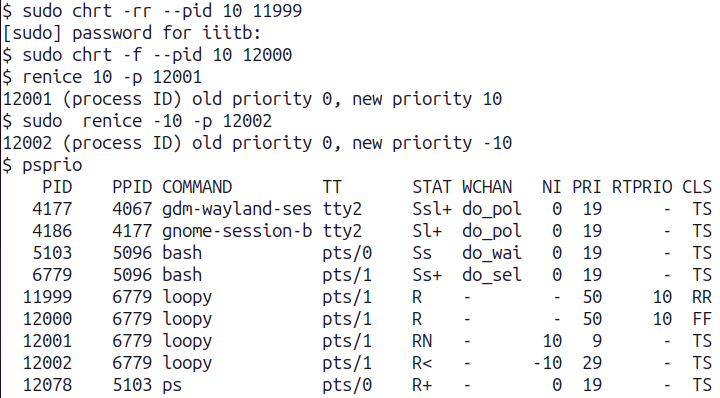 $ sudo chrt -rr --pid 10 11999
[sudo] password for iiitb:
$ sudo chrt -f --pid 10 12000
$ renice 10 -p 12001
12001 (process ID) old priority 0, new priority 10
$ sudo  renice -10 -p 12002
12002 (process ID) old priority 0, new priority -10
$ psprio
    PID    PPID COMMAND         TT       STAT WCHAN   NI PRI RTPRIO CLS
   4177    4067 gdm-wayland-ses tty2     Ssl+ do_pol   0  19      -  TS
   4186    4177 gnome-session-b tty2     Sl+  do_pol   0  19      -  TS
   5103    5096 bash            pts/0    Ss   do_wai   0  19      -  TS
   6779    5096 bash            pts/1    Ss+  do_sel   0  19      -  TS
  11999    6779 loopy           pts/1    R    -        -  50     10  RR
  12000    6779 loopy           pts/1    R    -        -  50     10  FF
  12001    6779 loopy           pts/1    RN   -       10   9      -  TS
  12002    6779 loopy           pts/1    R<   -      -10  29      -  TS
  12078    5103 ps              pts/0    R+   -        0  19      -  TS